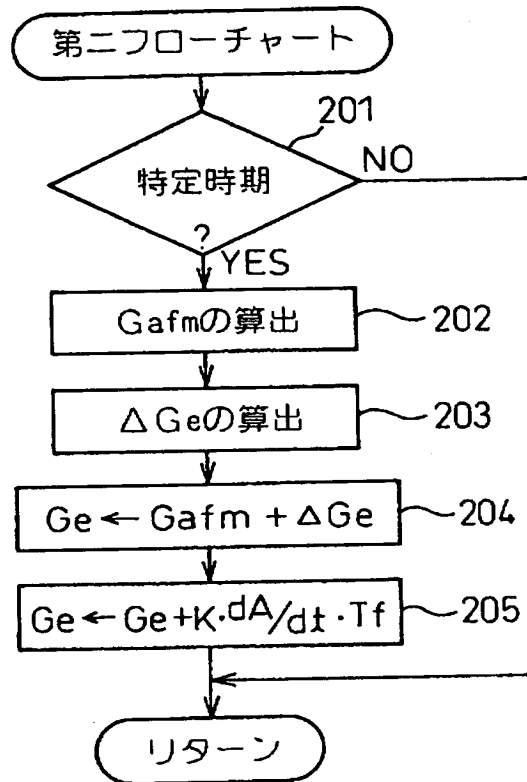 第二フローチャート
201
特定時期
?
NO
YES
Gafmの算出
202
ΔGeの算出
203
Ge ← Gafm + ΔGe
204
Ge ← Ge+K・dA/dt・Tf
205
リターン